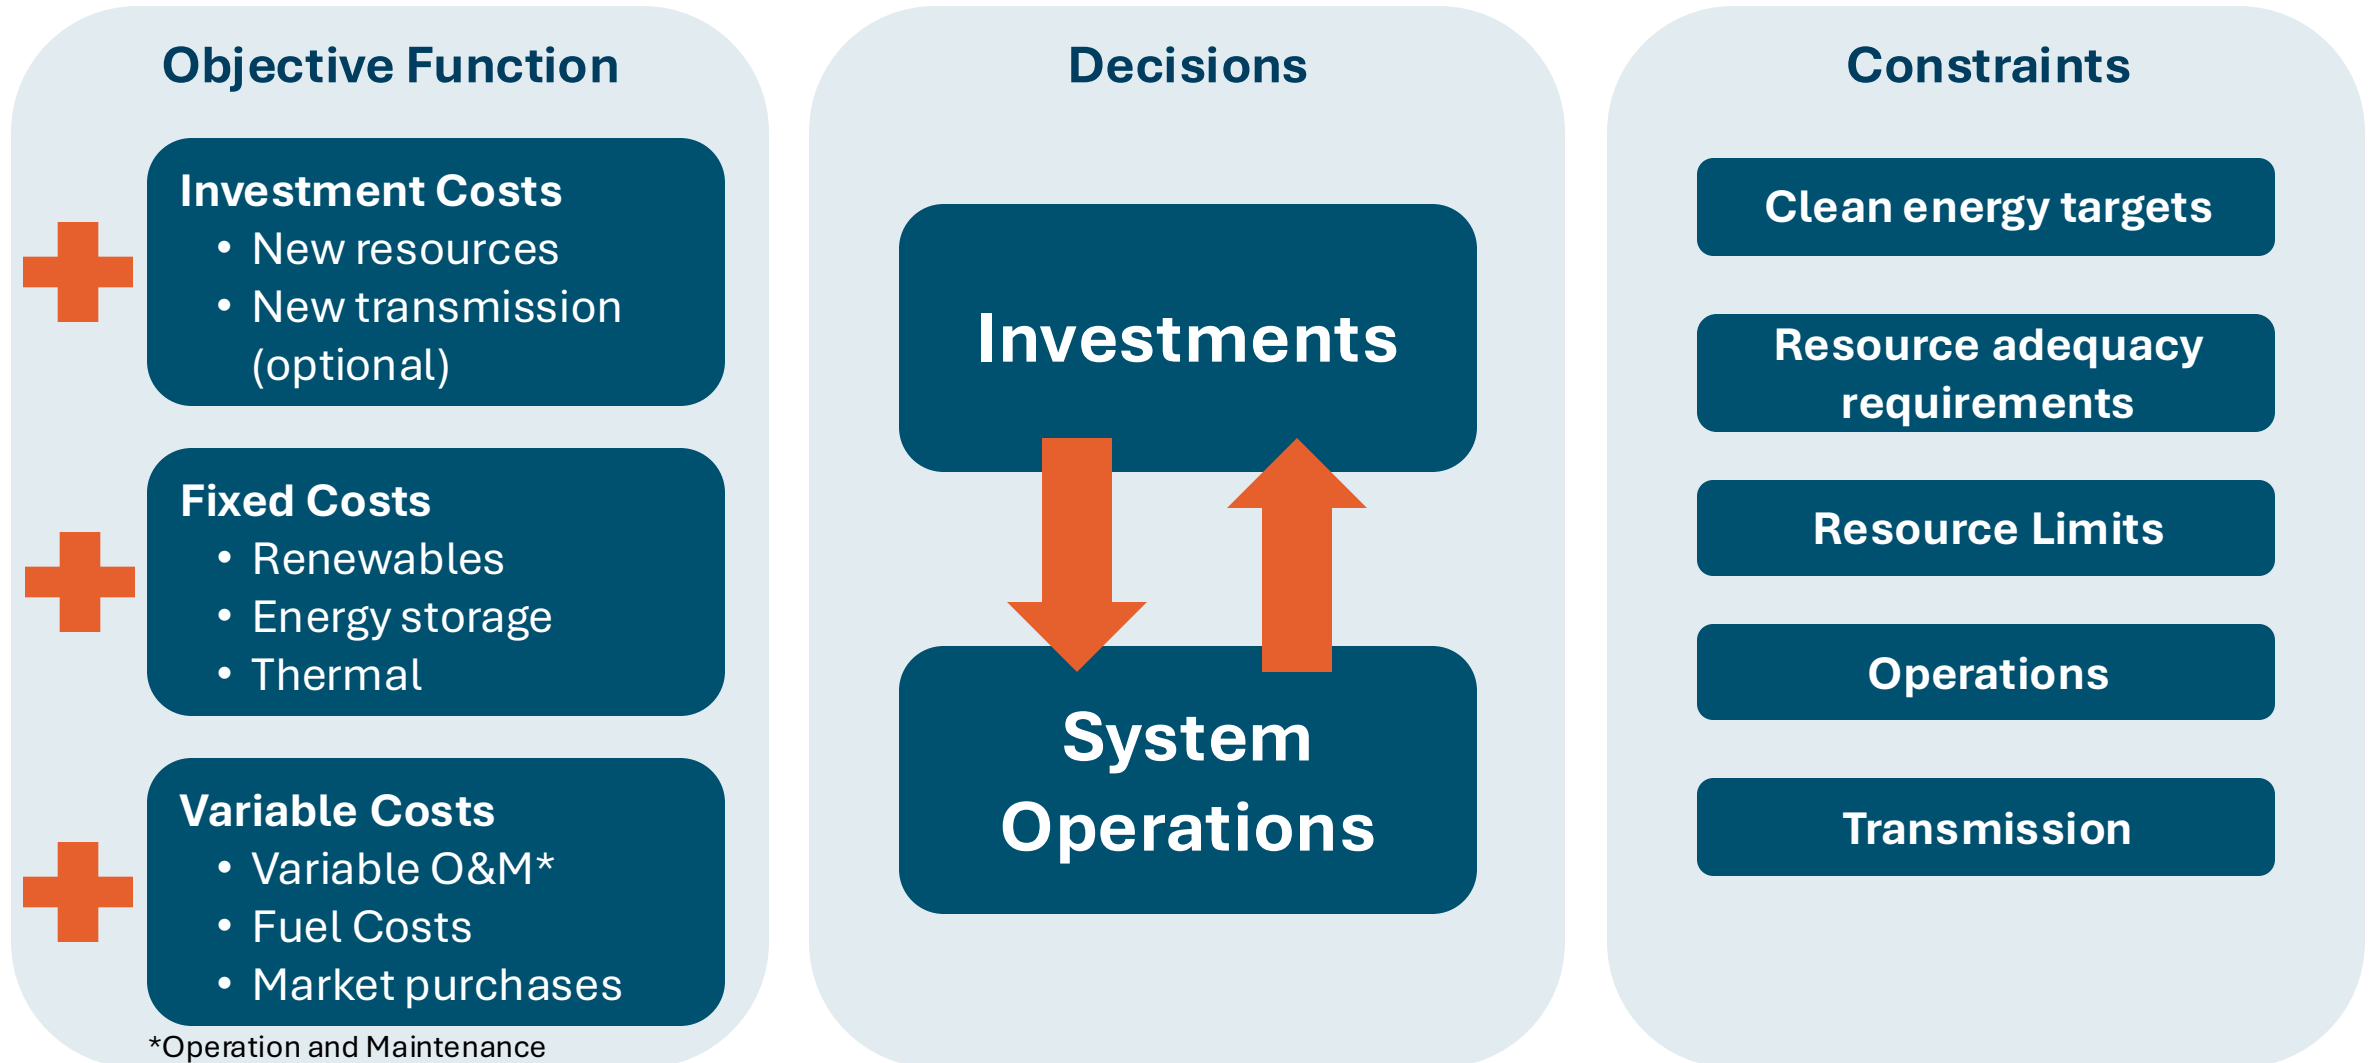 Objective Function
Investment Costs
• New resources
• New transmission
(optional)
Fixed Costs
• Renewables
• Energy storage
• Thermal
Variable Costs
• Variable O&M*
• Fuel Costs
• Market purchases
*Operation and Maintenance
Decisions
Investments
System
Operations
Constraints
Clean energy targets
Resource adequacy
requirements
Resource Limits
Operations
Transmission